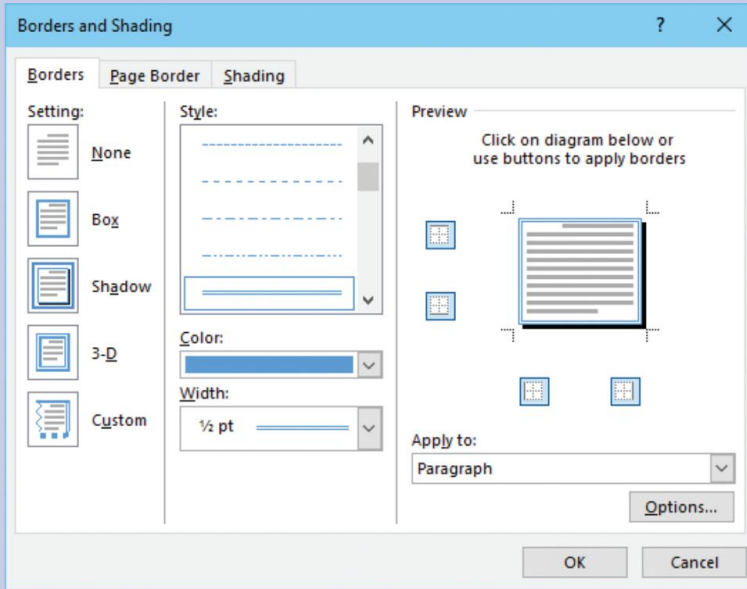 Borders and Shading
?
Borders
Page Border
Shading
Setting:
None
Box
Shadow
3-D
Custom
Style:
Color:
Width:
½ pt
Preview
Click on diagram below or
use buttons to apply borders
Apply to:
Paragraph
Options...
OK
Cancel